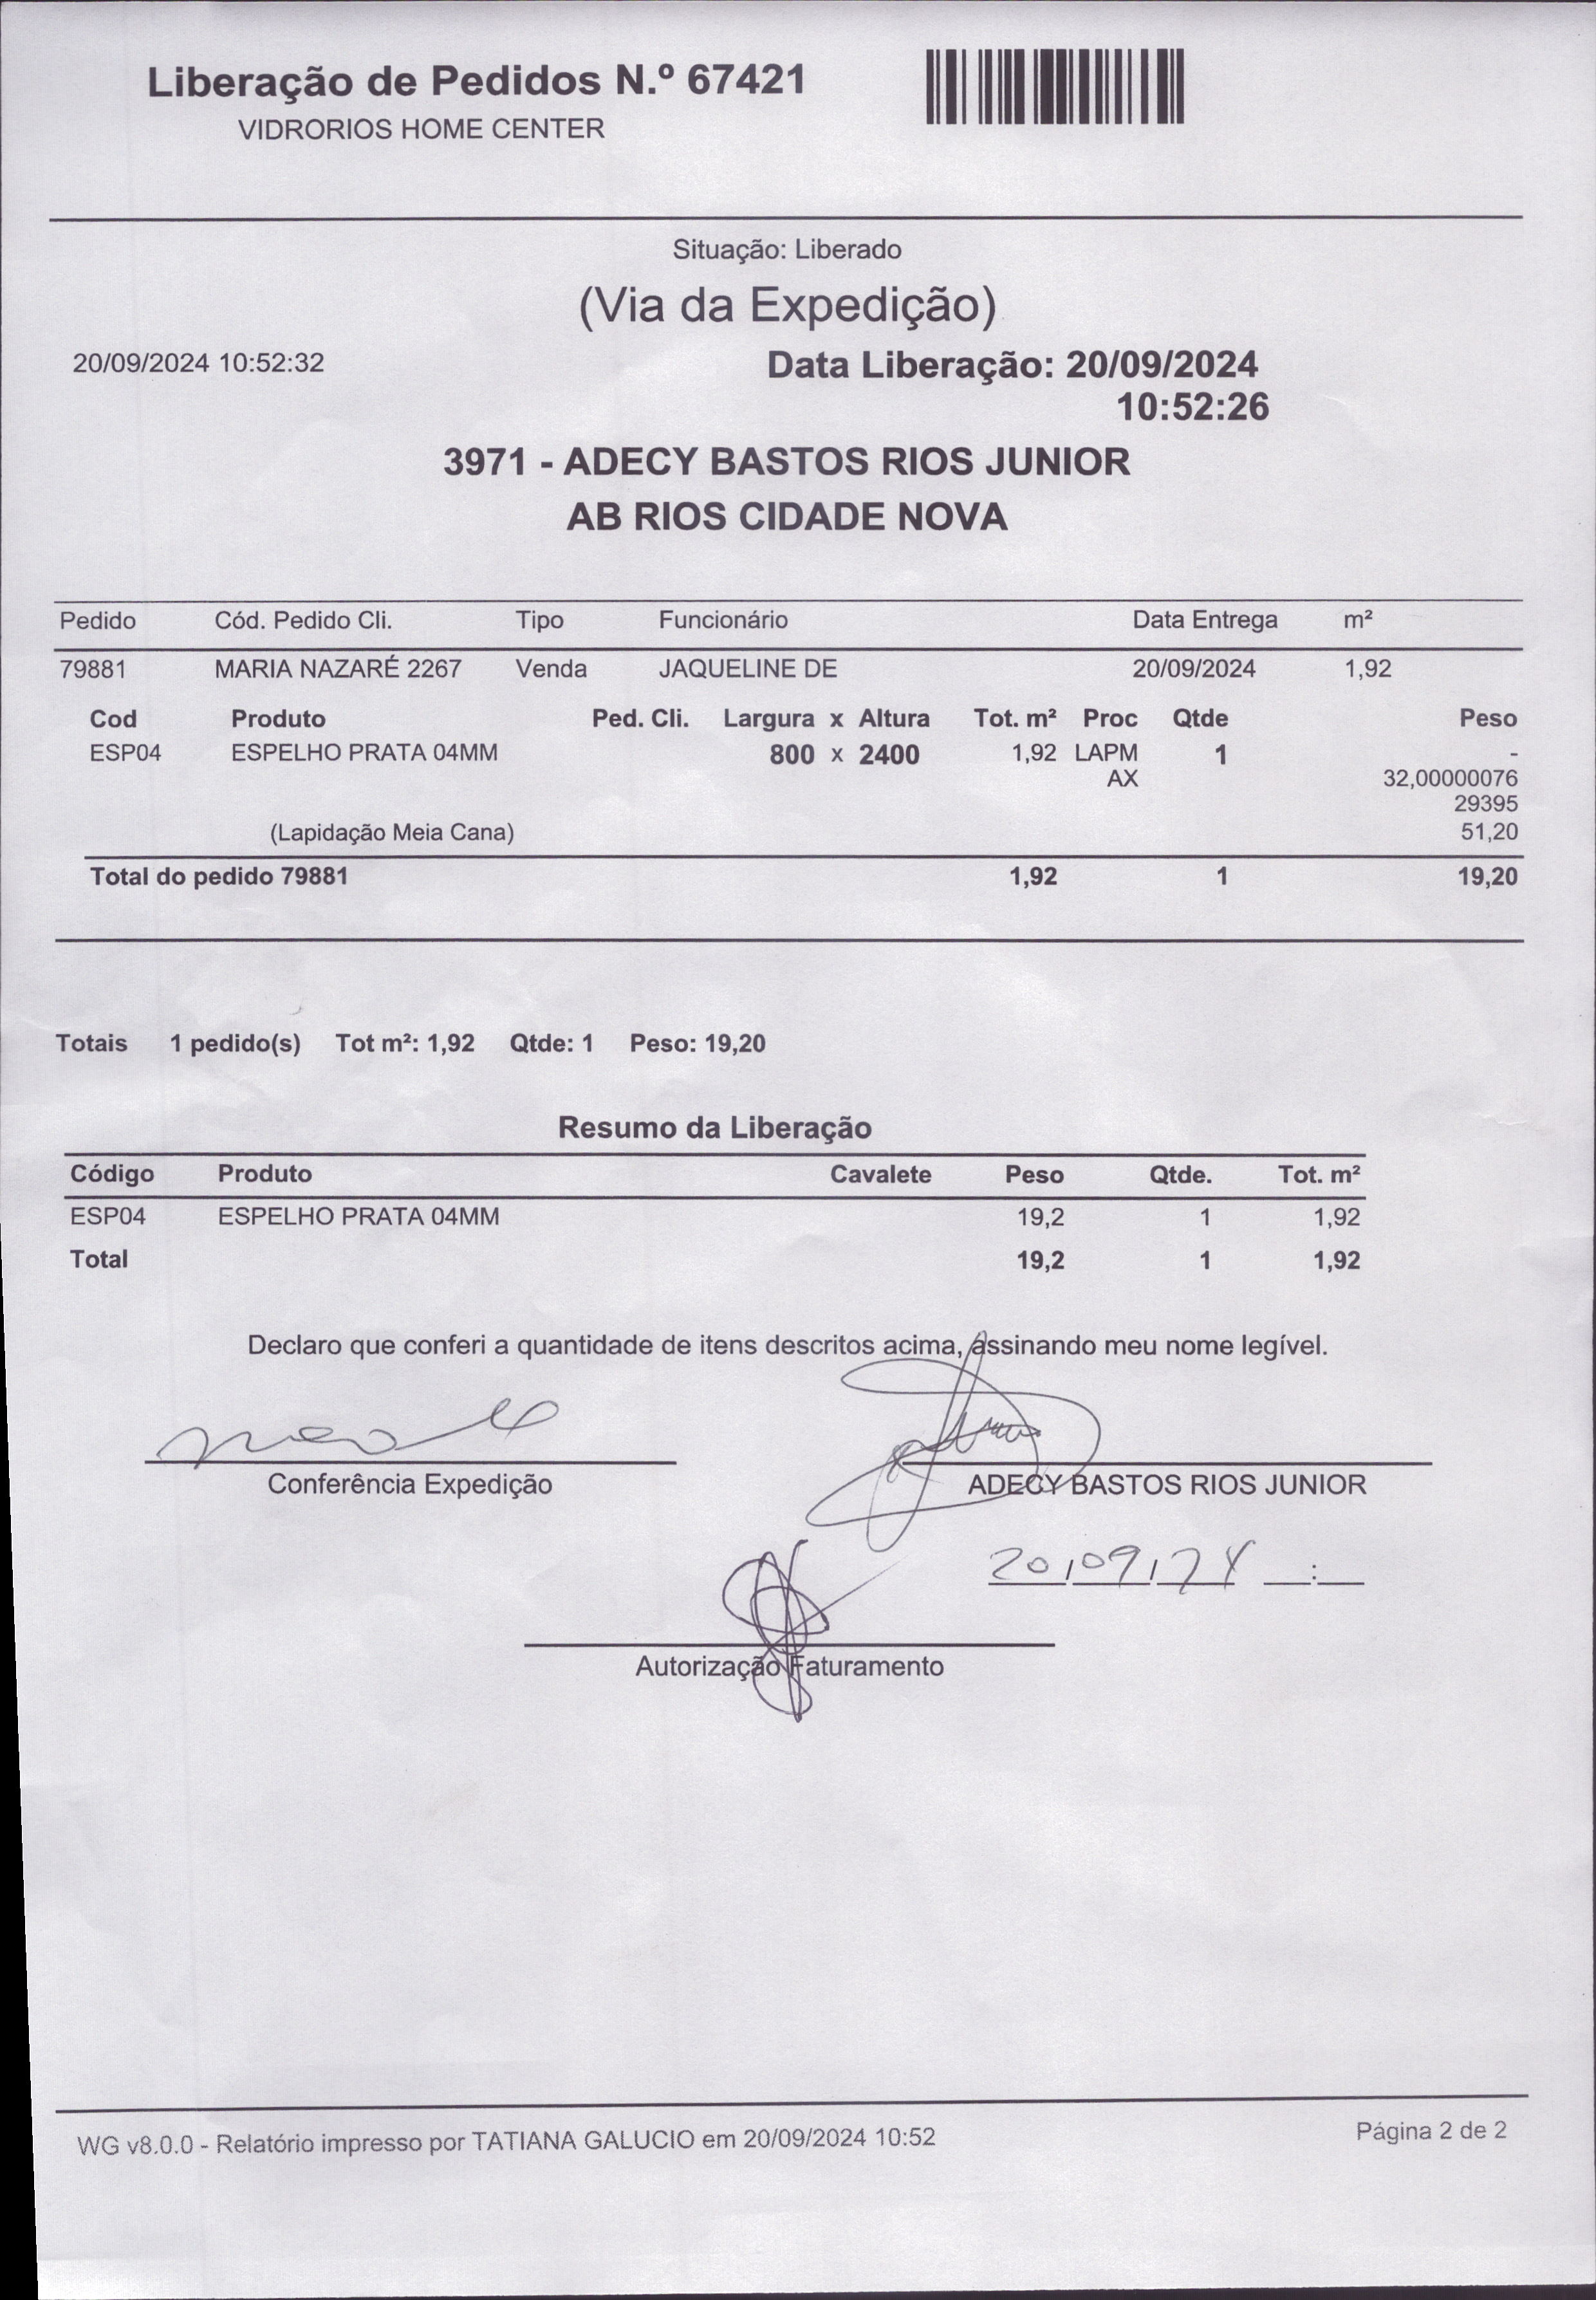 Liberação de Pedidos N.º 67421
VIDRORIOS HOME CENTER
Situação: Liberado
(Via da Expedição)
20/09/2024 10:52:32 Data Liberação: 20/09/2024
10:52:26
3971 - ADECY BASTOS RIOS JUNIOR
AB RIOS CIDADE NOVA
Pedido Cód. Pedido Cli. Tipo Funcionário Data Entrega m²
79881 MARIA NAZARÉ 2267 Venda JAQUELINE DE 20/09/2024 1,92
Cod Produto Ped. Cli. Largura x Altura Tot. m² Proc Qtde Peso
ESP04 ESPELHO PRATA 04MM 800 x 2400 1,92 LAPM 1 -
AX 32,00000076
29395
(Lapidação Meia Cana) 51,20
Total do pedido 79881 1,92 1 19,20
Totais 1 pedido(s) Tot m²: 1,92 Qtde: 1 Peso: 19,20
Resumo da Liberação
Código Produto Cavalete Peso Qtde. Tot. m²
ESP04 ESPELHO PRATA 04MM 19,2 1 1,92
Total 19,2 1 1,92
Declaro que conferi a quantidade de itens descritos acima, assinando meu nome legível.
Conferência Expedição ADECY BASTOS RIOS JUNIOR
20/09/24 __:__
Autorização Faturamento
WG v8.0.0 - Relatório impresso por TATIANA GALUCIO em 20/09/2024 10:52 Página 2 de 2